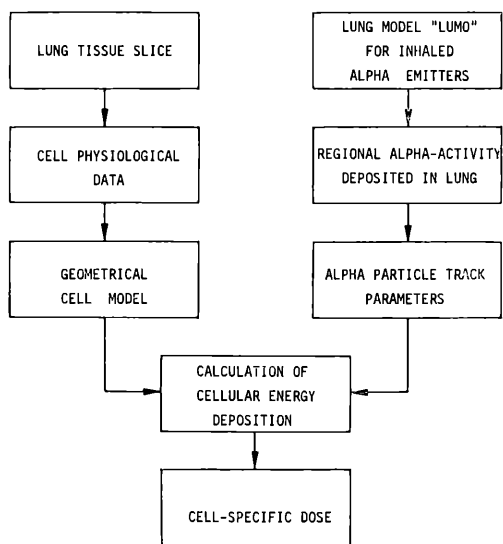 LUNG TISSUE SLICE
LUNG MODEL "LUMO"
FOR INHALED
ALPHA EMITTERS
CELL PHYSIOLOGICAL
DATA
REGIONAL ALPHA-ACTIVITY
DEPOSITED IN LUNG
GEOMETRICAL
CELL MODEL
ALPHA PARTICLE TRACK
PARAMETERS
CALCULATION OF
CELLULAR ENERGY
DEPOSITION
CELL-SPECIFIC DOSE